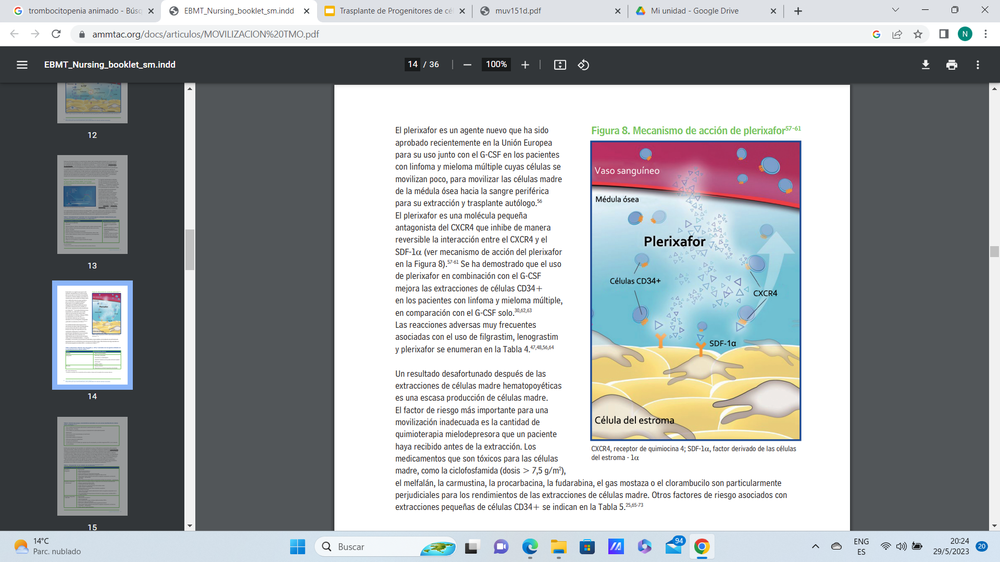 trombocitopenia animado - Búsq
EBMT_Nursing_booklet_sm.indd
Trasplante de Progenitores de cél
muv151d.pdf
Mi unidad - Google Drive
ammtac.org/docs/articulos/MOVILIZACION%20TMO.pdf
N
EBMT_Nursing_booklet_sm.indd
14 / 36
100%
12
13
14
15
El plerixafor es un agente nuevo que ha sido
aprobado recientemente en la Unión Europea
para su uso junto con el G-CSF en los pacientes
con linfoma y mieloma múltiple cuyas células se
movilizan poco, para movilizar las células madre
de la médula ósea hacia la sangre periférica
para su extracción y trasplante autólogo.56
El plerixafor es una molécula pequeña
antagonista del CXCR4 que inhibe de manera
reversible la interacción entre el CXCR4 y el
SDF-1α (ver mecanismo de acción del plerixafor
en la Figura 8).57-61 Se ha demostrado que el uso
de plerixafor en combinación con el G-CSF
mejora las extracciones de células CD34+
en los pacientes con linfoma y mieloma múltiple,
en comparación con el G-CSF solo.30,62,63
Las reacciones adversas muy frecuentes
asociadas con el uso de filgrastim, lenograstim
y plerixafor se enumeran en la Tabla 4.47,48,56,64
Un resultado desafortunado después de las
extracciones de células madre hematopoyéticas
es una escasa producción de células madre.
El factor de riesgo más importante para una
movilización inadecuada es la cantidad de
quimioterapia mielodepresora que un paciente
haya recibido antes de la extracción. Los
medicamentos que son tóxicos para las células
madre, como la ciclofosfamida (dosis > 7,5 g/m2),
el melfalán, la carmustina, la procarbacina, la fudarabina, el gas mostaza o el clorambucilo son particularmente
perjudiciales para los rendimientos de las extracciones de células madre. Otros factores de riesgo asociados con
extracciones pequeñas de células CD34+ se indican en la Tabla 5.25,65-73
Figura 8. Mecanismo de acción de plerixafor57-61
Vaso sanguíneo
Médula ósea
Plerixafor
Células CD34+
CXCR4
SDF-1α
Célula del estroma
CXCR4, receptor de quimiocina 4; SDF-1α, factor derivado de las células
del estroma - 1α
14°C
Parc. nublado
Buscar
94
ENG
ES
20:24
29/5/2023
20